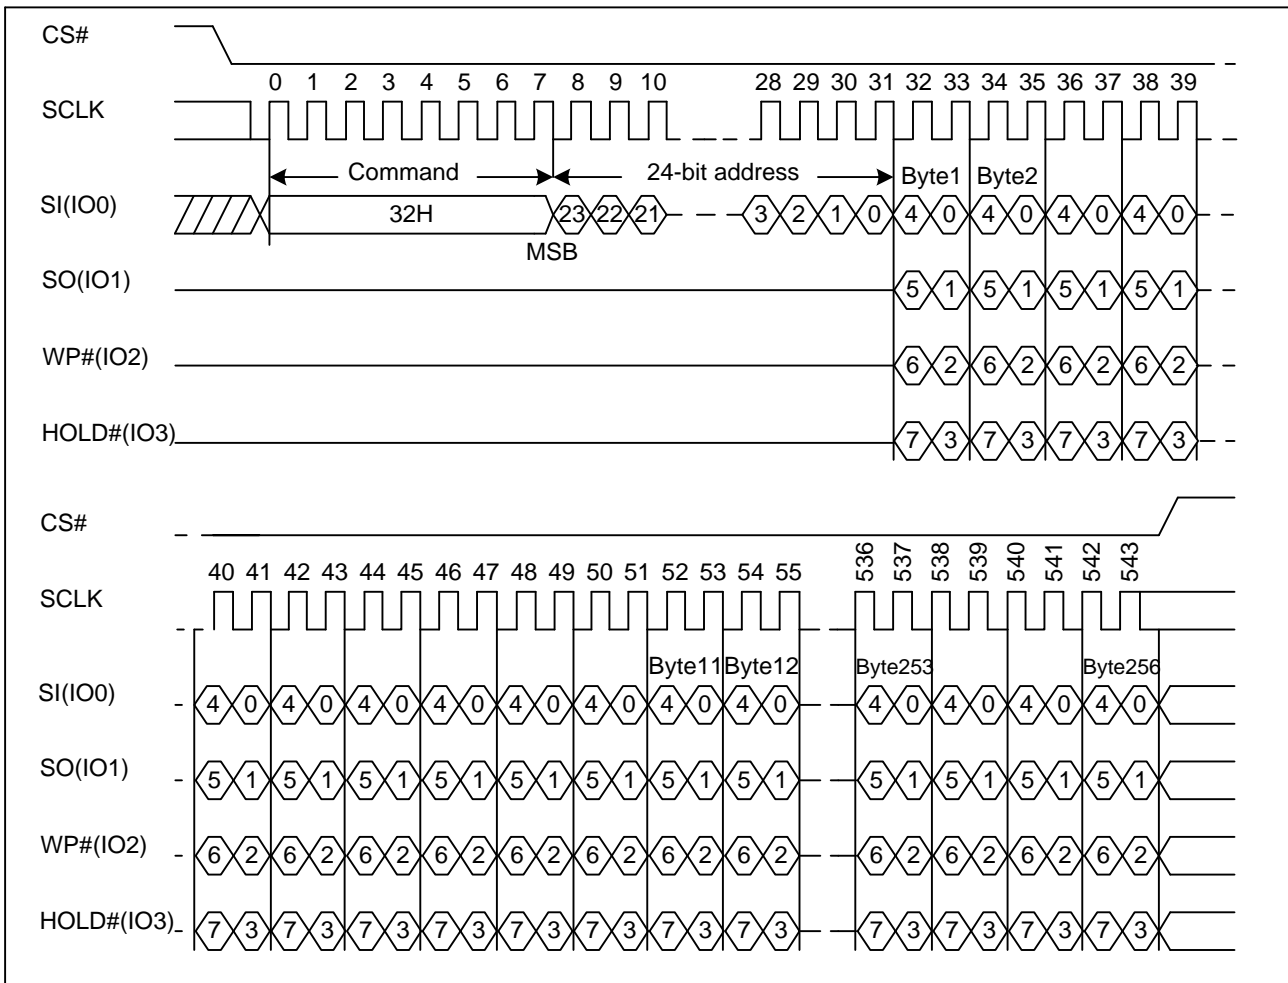 CS#
0 1 2 3 4 5 6 7 8 9 10 28 29 30 31 32 33 34 35 36 37 38 39
SCLK
Command 24-bit address Byte1 Byte2
SI(IO0) 32H 23 22 21 3 2 1 0 4 0 4 0 4 0 4 0
MSB
SO(IO1) 5 1 5 1 5 1 5 1
WP#(IO2) 6 2 6 2 6 2 6 2
HOLD#(IO3) 7 3 7 3 7 3 7 3
CS#
40 41 42 43 44 45 46 47 48 49 50 51 52 53 54 55 536 537 538 539 540 541 542 543
SCLK
Byte11 Byte12 Byte253 Byte256
SI(IO0) 4 0 4 0 4 0 4 0 4 0 4 0 4 0 4 0 4 0 4 0 4 0 4 0
SO(IO1) 5 1 5 1 5 1 5 1 5 1 5 1 5 1 5 1 5 1 5 1 5 1 5 1
WP#(IO2) 6 2 6 2 6 2 6 2 6 2 6 2 6 2 6 2 6 2 6 2 6 2 6 2
HOLD#(IO3) 7 3 7 3 7 3 7 3 7 3 7 3 7 3 7 3 7 3 7 3 7 3 7 3